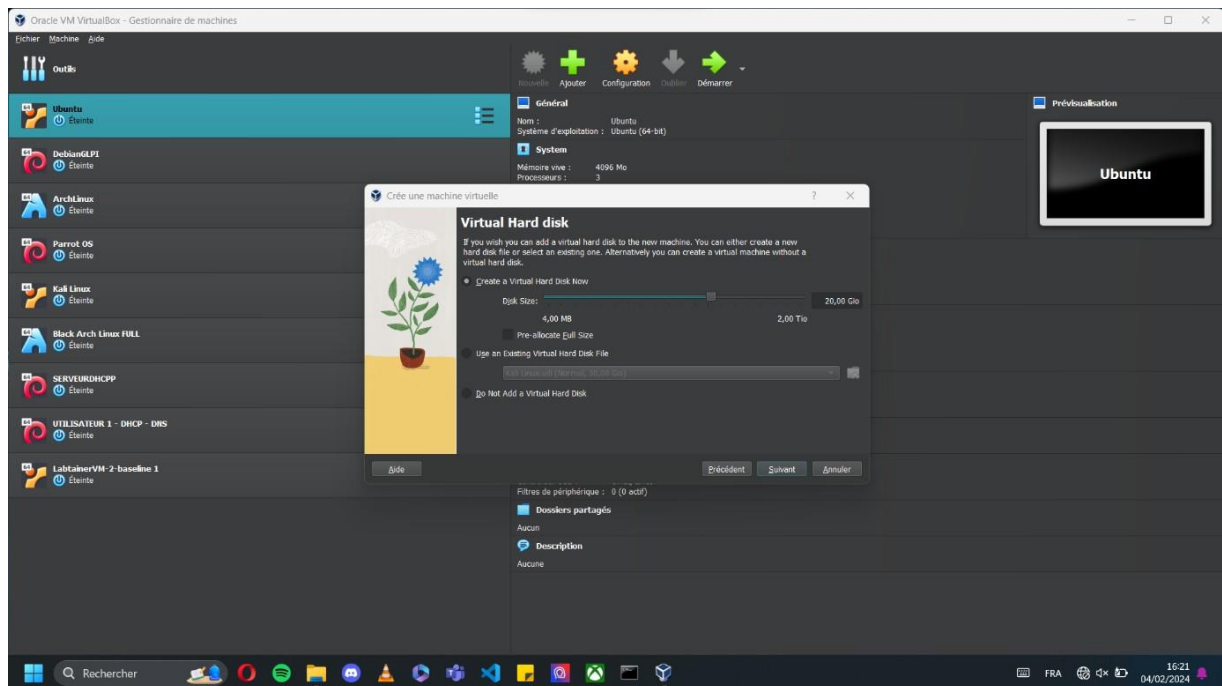 Oracle VM VirtualBox - Gestionnaire de machines
Fichier Machine Aide
Outils
Nouvelle Ajouter Configuration Oublier Démarrer
Ubuntu
Éteinte
DebianGLPI
Éteinte
ArchLinux
Éteinte
Parrot OS
Éteinte
Kali Linux
Éteinte
Black Arch Linux FULL
Éteinte
SERVEURDHCPP
Éteinte
UTILISATEUR 1 - DHCP - DNS
Éteinte
LabtainerVM-2-baseline 1
Éteinte
Général
Nom : Ubuntu
Système d'exploitation : Ubuntu (64-bit)
System
Mémoire vive : 4096 Mo
Processeurs : 3
Prévisualisation
Ubuntu
Crée une machine virtuelle
Virtual Hard disk
If you wish you can add a virtual hard disk to the new machine. You can either create a new
hard disk file or select an existing one. Alternatively you can create a virtual machine without a
virtual hard disk.
Create a Virtual Hard Disk Now
Disk Size: 20,00 Gio
4,00 MB 2,00 Tio
Pre-allocate Full Size
Use an Existing Virtual Hard Disk File
Kali Linux.vdi (Normal,
Do Not Add a Virtual Hard Disk
Aide Précédent Suivant Annuler
Filtres de périphérique : 0 (0 actif)
Dossiers partagés
Aucun
Description
Aucune
Rechercher
FRA
16:21
04/02/2024